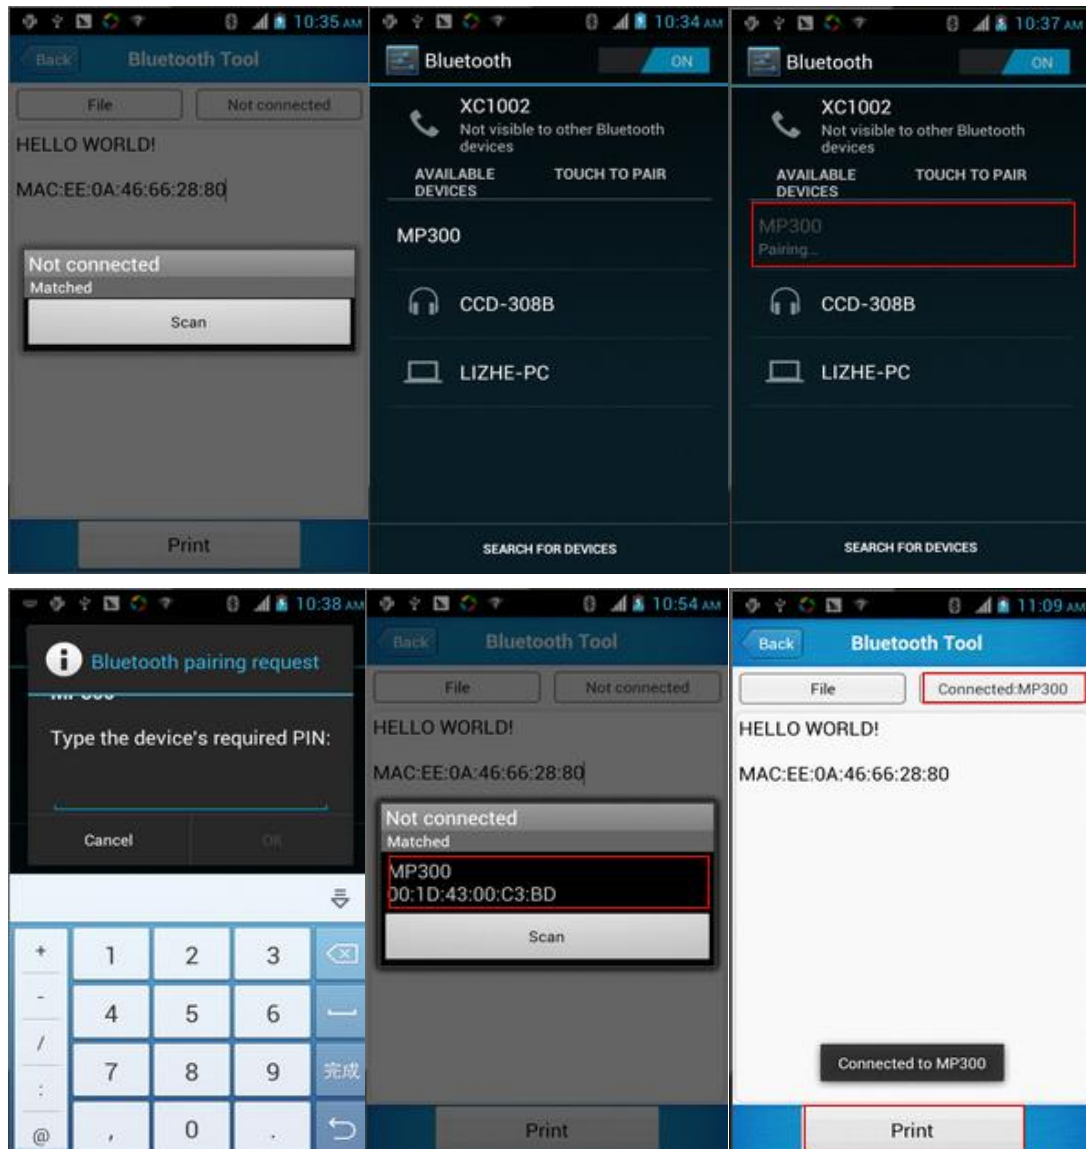 10:35 AM
Back
Bluetooth Tool
File
Not connected
HELLO WORLD!
MAC:EE:0A:46:66:28:80
Not connected
Matched
Scan
Print
10:34 AM
Bluetooth
ON
XC1002
Not visible to other Bluetooth
devices
AVAILABLE
DEVICES
TOUCH TO PAIR
MP300
CCD-308B
LIZHE-PC
SEARCH FOR DEVICES
10:37 AM
Bluetooth
ON
XC1002
Not visible to other Bluetooth
devices
AVAILABLE
DEVICES
TOUCH TO PAIR
MP300
Pairing...
CCD-308B
LIZHE-PC
SEARCH FOR DEVICES
10:38 AM
Bluetooth pairing request
Type the device's required PIN:
Cancel
OK
+ 1 2 3
- 4 5 6
/ 7 8 9 完成
:
@ , 0 .
10:54 AM
Back
Bluetooth Tool
File
Not connected
HELLO WORLD!
MAC:EE:0A:46:66:28:80
Not connected
Matched
MP300
00:1D:43:00:C3:BD
Scan
Print
11:09 AM
Back
Bluetooth Tool
File
Connected:MP300
HELLO WORLD!
MAC:EE:0A:46:66:28:80
Connected to MP300
Print